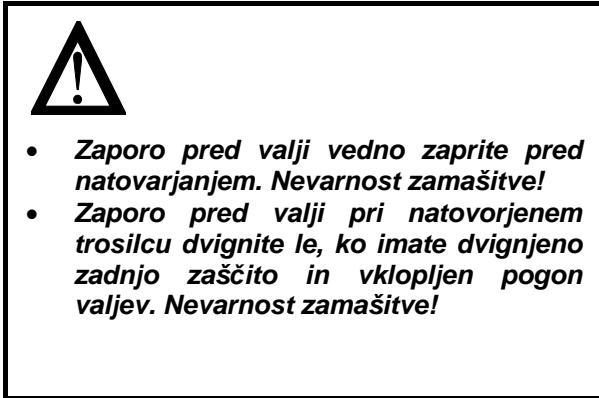 • Zaporo pred valji vedno zaprite pred
natovarjanjem. Nevarnost zamašitve!
• Zaporo pred valji pri natovorjenem
trosilcu dvignite le, ko imate dvignjeno
zadnjo zaščito in vklopljen pogon
valjev. Nevarnost zamašitve!